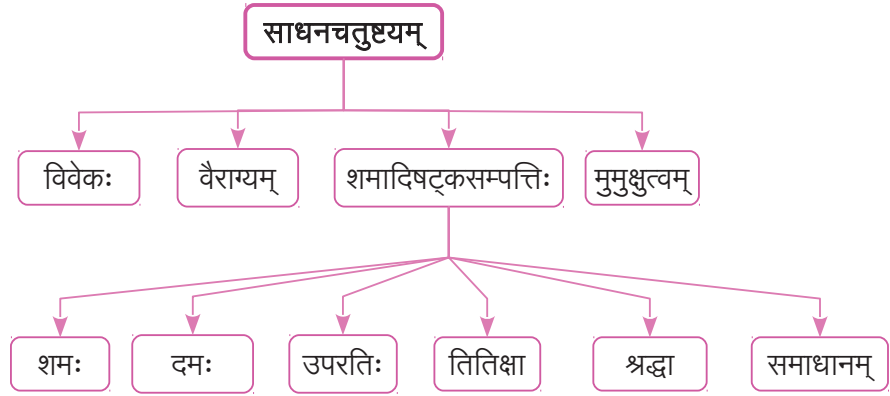 साधनचतुष्टयम्
विवेकः वैराग्यम् शमादिषट्कसम्पत्तिः मुमुक्षुत्वम्
शमः दमः उपरतिः तितिक्षा श्रद्धा समाधानम्